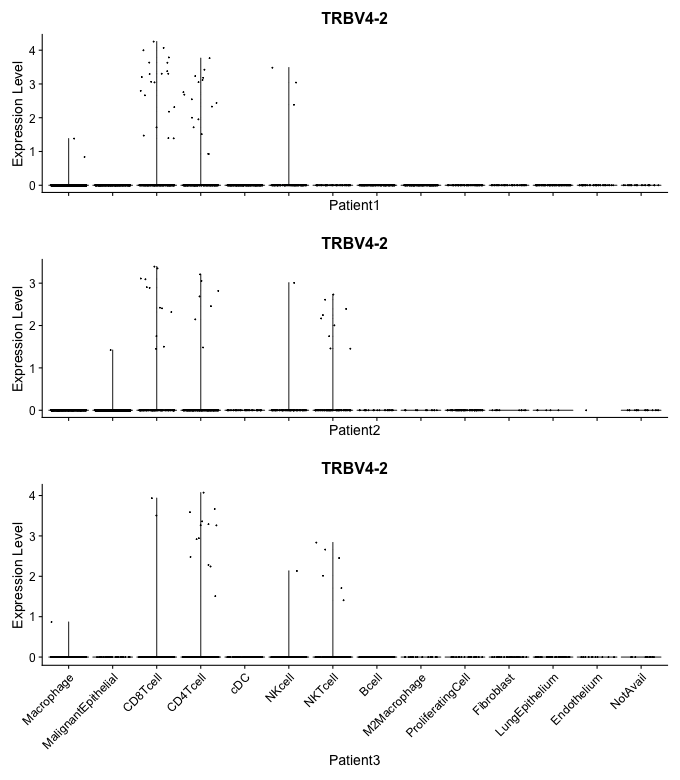 TRBV4-2
Expression Level
4
3
2
1
0
Patient1
TRBV4-2
Expression Level
3
2
1
0
Patient2
TRBV4-2
Expression Level
4
3
2
1
0
Macrophage
MalignantEpithelial
CD8Tcell
CD4Tcell
cDC
NKcell
NKTcell
Bcell
M2Macrophage
ProliferatingCell
Fibroblast
LungEpithelium
Endothelium
NotAvail
Patient3